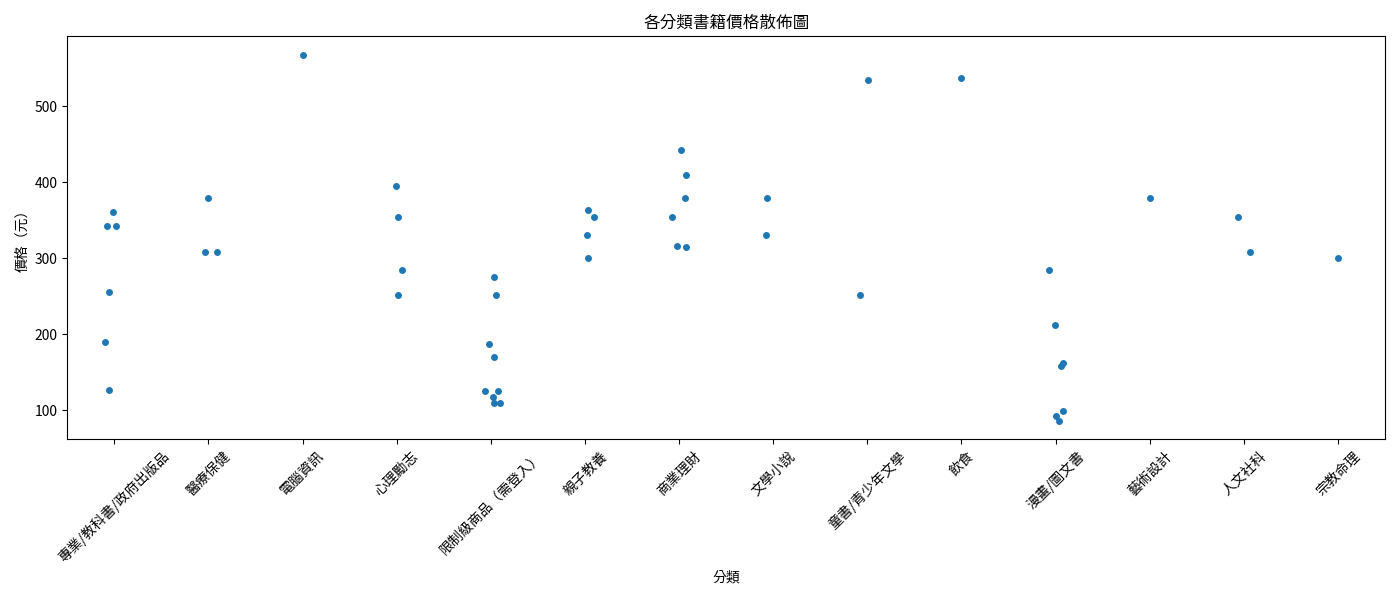 各分類書籍價格散佈圖
價格（元）
500
400
300
200
100
專業/教科書/政府出版品
醫療保健
電腦資訊
心理勵志
限制級商品（需登入）
親子教養
商業理財
文學小說
童書/青少年文學
飲食
漫畫/圖文書
藝術設計
人文社科
宗教命理
分類